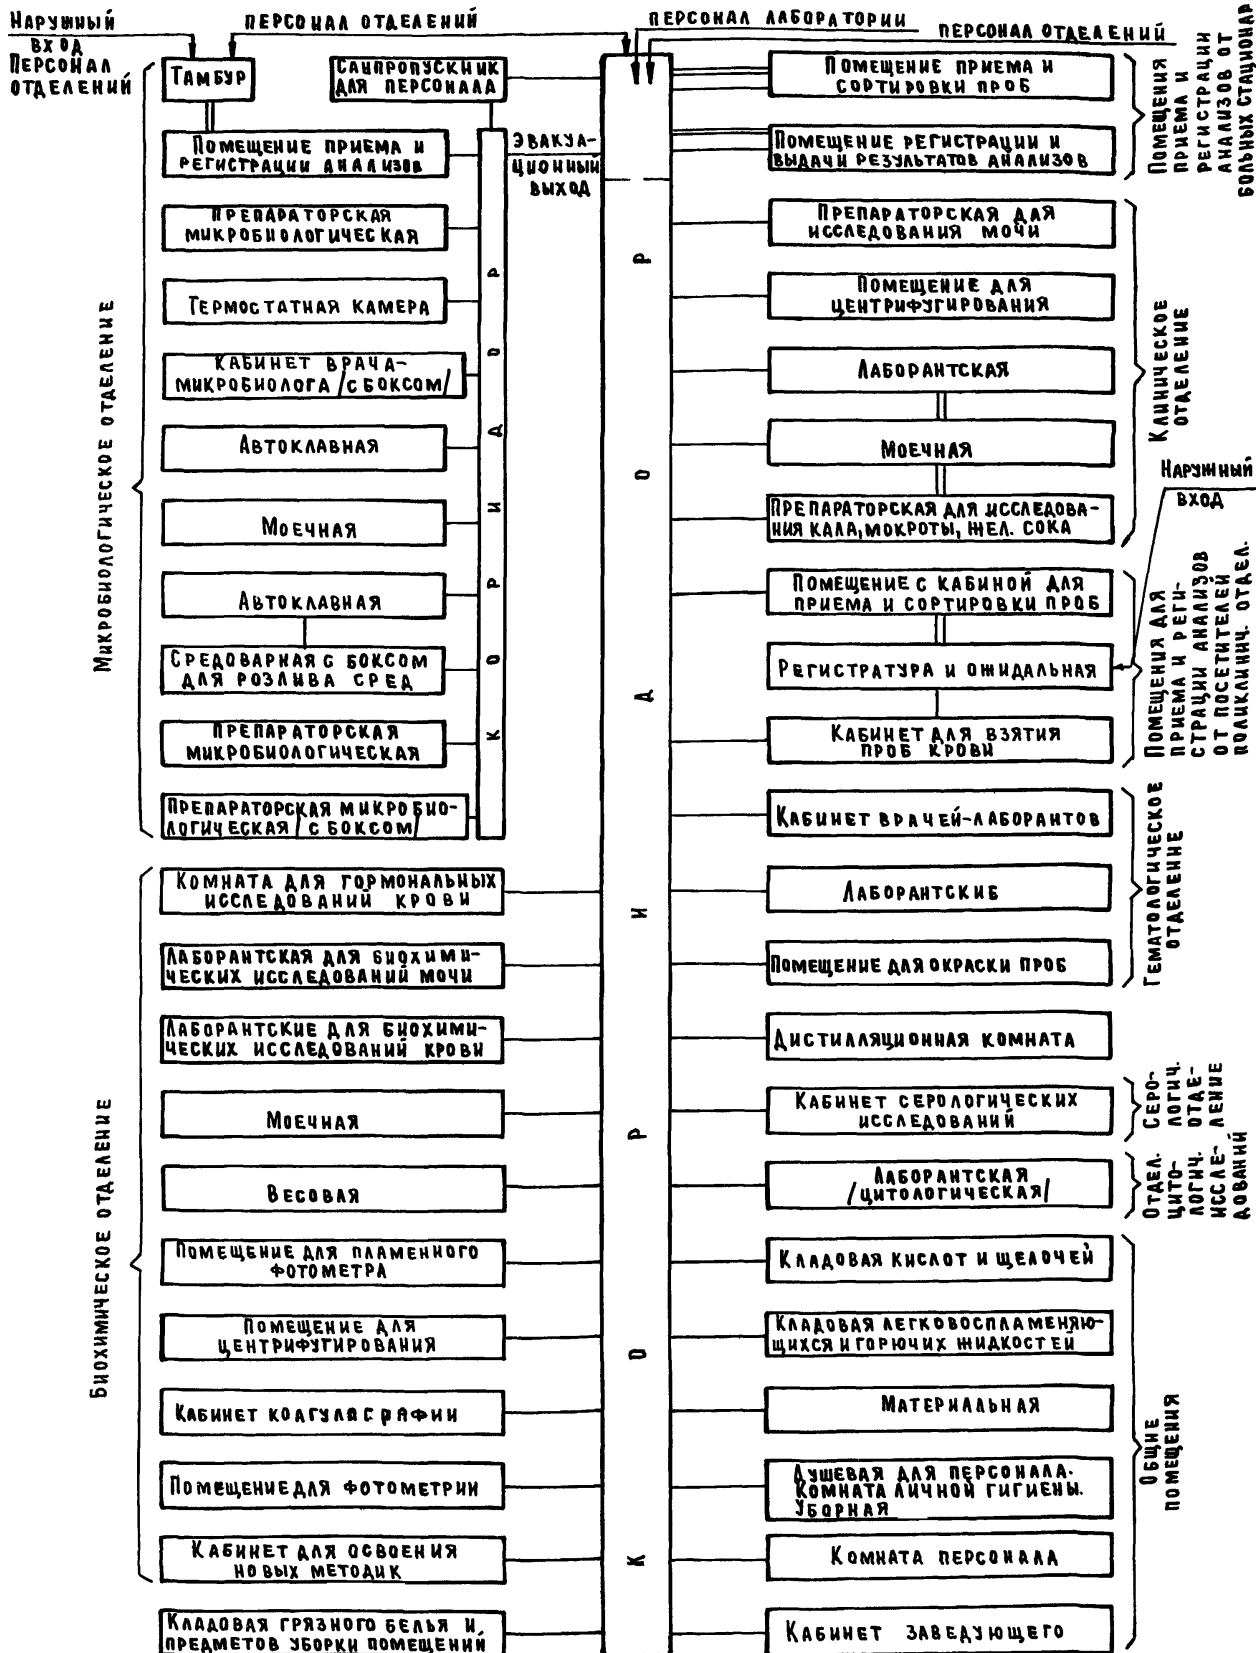 Наружный
вход
Персонал
отделений
персонал отделений
персонал лаборатории
персонал отделений
Тамбур
Санпропускник
для персонала
Помещение приема и
регистрации анализов
Эвакуа-
ционный
выход
Препараторская
микробиологическая
Термостатная камера
Кабинет врача-
микробиолога /с боксом/
Автоклавная
Моечная
Автоклавная
Средоварная с боксом
для розлива сред
Препараторская
микробиологическая
Препараторская микробио-
логическая /с боксом/
Коридор
Микробиологическое отделение
Комната для гормональных
исследований крови
Лаборантская для биохими-
ческих исследований мочи
Лаборантские для биохими-
ческих исследований крови
Моечная
Весовая
Помещение для пламенного
фотометра
Помещение для
центрифугирования
Кабинет коагулографии
Помещение для фотометрии
Кабинет для освоения
новых методик
Биохимическое отделение
Кладовая грязного белья и
предметов уборки помещений
Коридор
Помещение приема и
сортировки проб
Помещение регистрации и
выдачи результатов анализов
Помещения
приема и
регистрации
анализов от
больных стационар
Препараторская для
исследования мочи
Помещение для
центрифугирования
Лаборантская
Моечная
Препараторская для исследова-
ния кала, мокроты, жел. сока
Клиническое
отделение
Наружный
вход
Помещение с кабиной для
приема и сортировки проб
Регистратура и ожидальная
Кабинет для взятия
проб крови
Помещения для
приема и реги-
страции анализов
от посетителей
поликлинич. отдел.
Кабинет врачей-лаборантов
Лаборантские
Помещение для окраски проб
Гематологическое
отделение
Дистилляционная комната
Кабинет серологических
исследований
Серо-
логич.
отде-
ление
Лаборантская
/цитологическая/
Отдел.
цито-
логич.
иссле-
дований
Кладовая кислот и щелочей
Кладовая легковоспламеняю-
щихся и горючих жидкостей
Материальная
Душевая для персонала.
Комната личной гигиены.
Уборная
Комната персонала
Кабинет заведующего
Общие
помещения